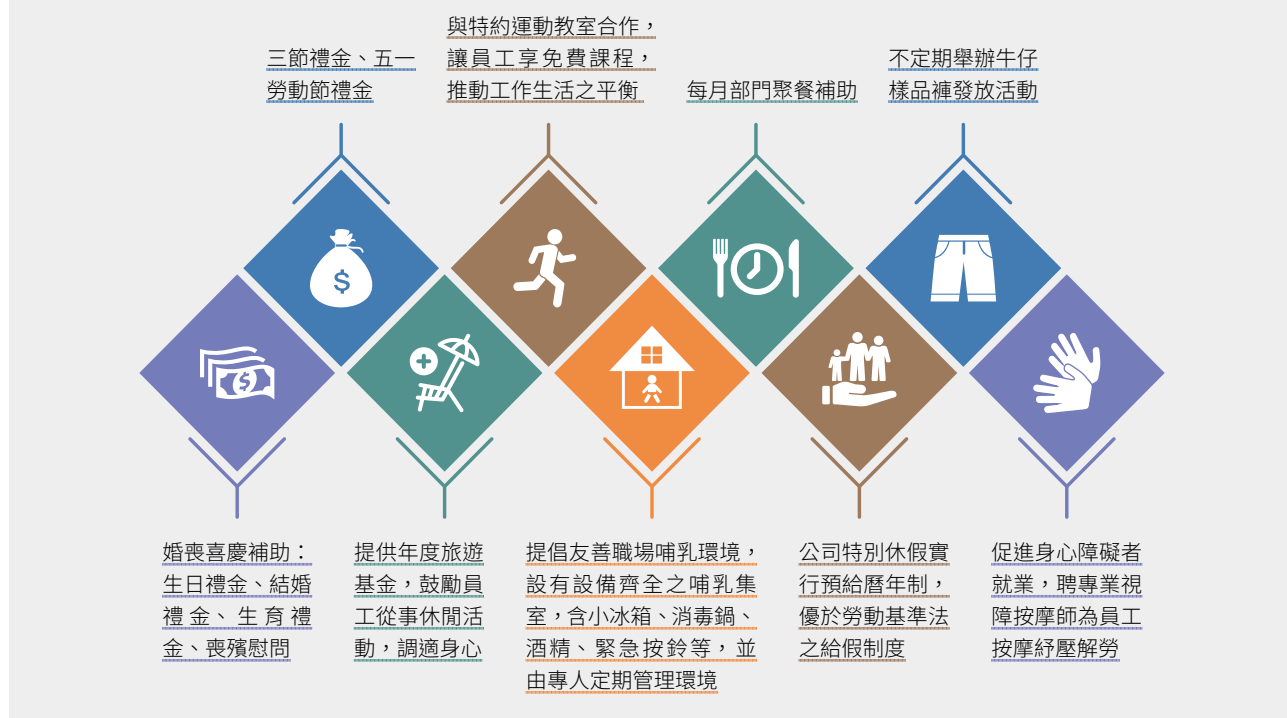 三節禮金、五一
勞動節禮金
與特約運動教室合作，
讓員工享免費課程，
推動工作生活之平衡
每月部門聚餐補助
不定期舉辦牛仔
樣品褲發放活動
$
$
婚喪喜慶補助：
生日禮金、結婚
禮金、生育禮
金、喪殯慰問
提供年度旅遊
基金，鼓勵員
工從事休閒活
動，調適身心
提倡友善職場哺乳環境，
設有設備齊全之哺乳集
室，含小冰箱、消毒鍋、
酒精、緊急按鈴等，並
由專人定期管理環境
公司特別休假實
行預給曆年制，
優於勞動基準法
之給假制度
促進身心障礙者
就業，聘專業視
障按摩師為員工
按摩紓壓解勞